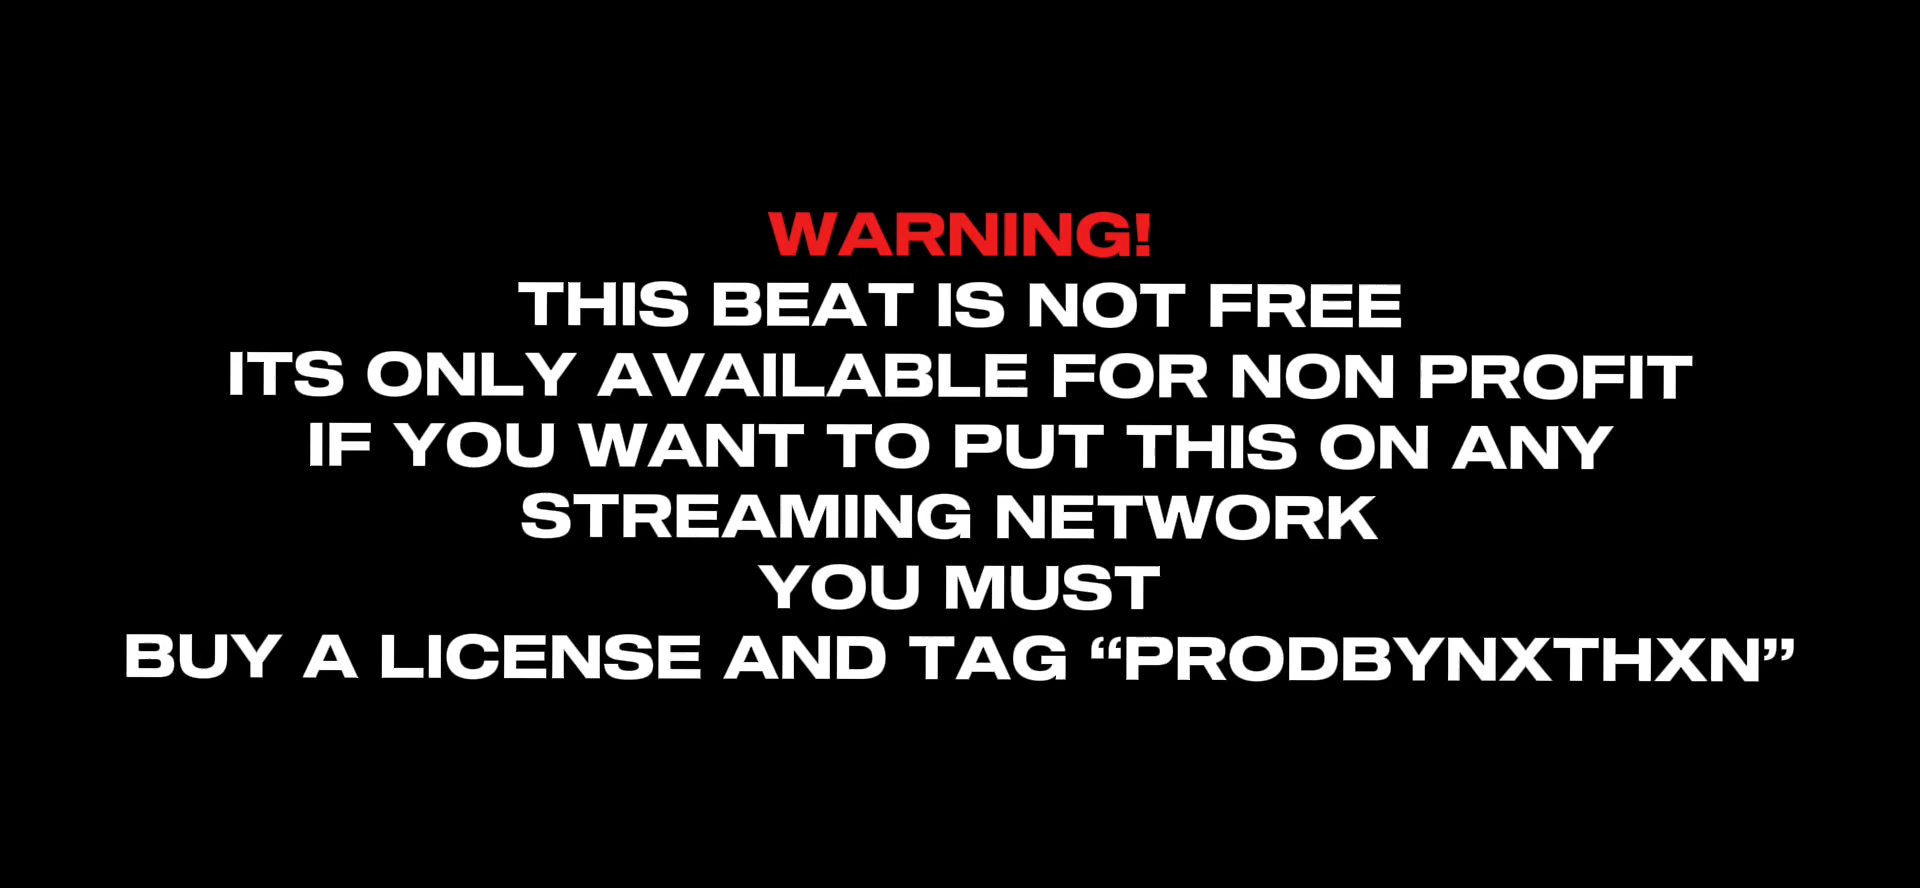 WARNING!
THIS BEAT IS NOT FREE
ITS ONLY AVAILABLE FOR NON PROFIT
IF YOU WANT TO PUT THIS ON ANY
STREAMING NETWORK
YOU MUST
BUY A LICENSE AND TAG “PRODBYNXTHXN”